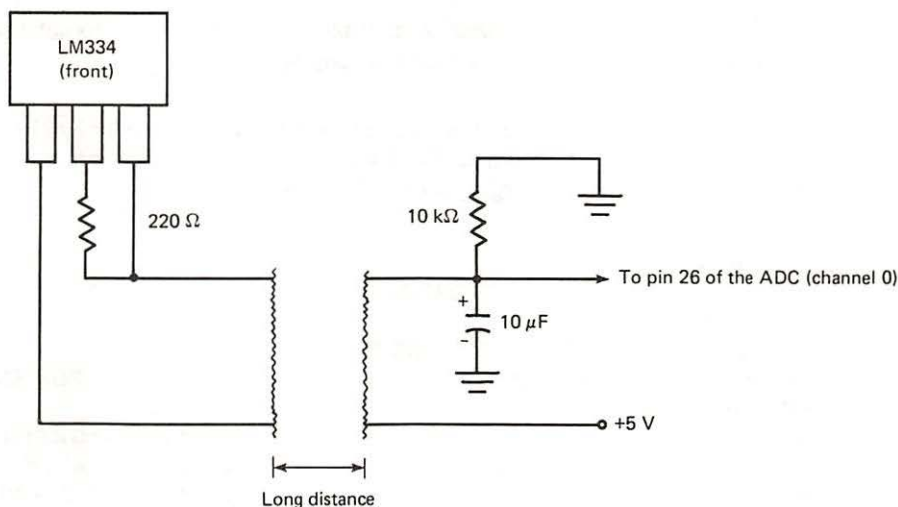 LM334
(front)
220 Ω
10 kΩ
To pin 26 of the ADC (channel 0)
+
10 μF
-
+5 V
Long distance